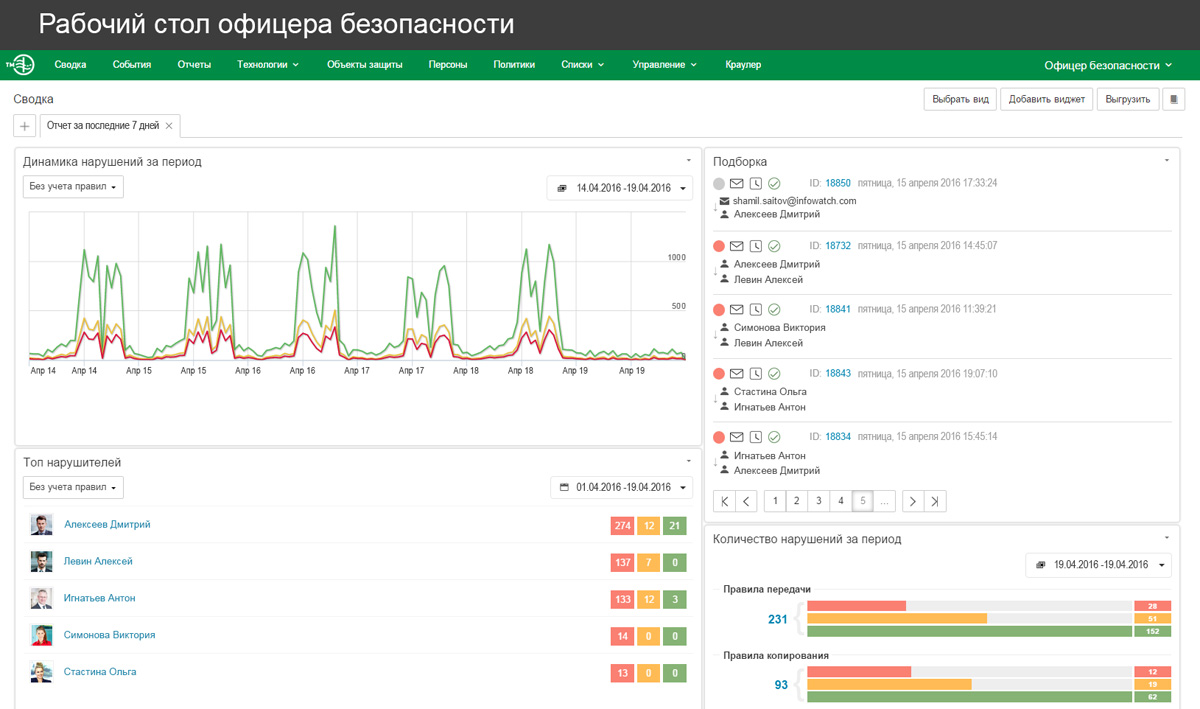 Рабочий стол офицера безопасности
TM Сводка События Отчеты Технологии Объекты защиты Персоны Политики Списки Управление Краулер Офицер безопасности
Сводка
Выбрать вид Добавить виджет Выгрузить
+ Отчет за последние 7 дней ×
Динамика нарушений за период
Без учета правил 14.04.2016 -19.04.2016
1000
500
0
Апр 14 Апр 14 Апр 15 Апр 15 Апр 16 Апр 16 Апр 17 Апр 17 Апр 18 Апр 18 Апр 19 Апр 19
Топ нарушителей
Без учета правил 01.04.2016 -19.04.2016
Алексеев Дмитрий 274 12 21
Левин Алексей 137 7 0
Игнатьев Антон 133 12 3
Симонова Виктория 14 0 0
Стастина Ольга 13 0 0
Подборка
ID: 18850 пятница, 15 апреля 2016 17:33:24
shamil.saitov@infowatch.com
Алексеев Дмитрий
ID: 18732 пятница, 15 апреля 2016 14:45:07
Алексеев Дмитрий
Левин Алексей
ID: 18841 пятница, 15 апреля 2016 11:39:21
Симонова Виктория
Левин Алексей
ID: 18843 пятница, 15 апреля 2016 19:07:10
Стастина Ольга
Игнатьев Антон
ID: 18834 пятница, 15 апреля 2016 15:45:14
Игнатьев Антон
Алексеев Дмитрий
1 2 3 4 5 ...
Количество нарушений за период
19.04.2016 -19.04.2016
Правила передачи
28
231 51
152
Правила копирования
12
93 19
62